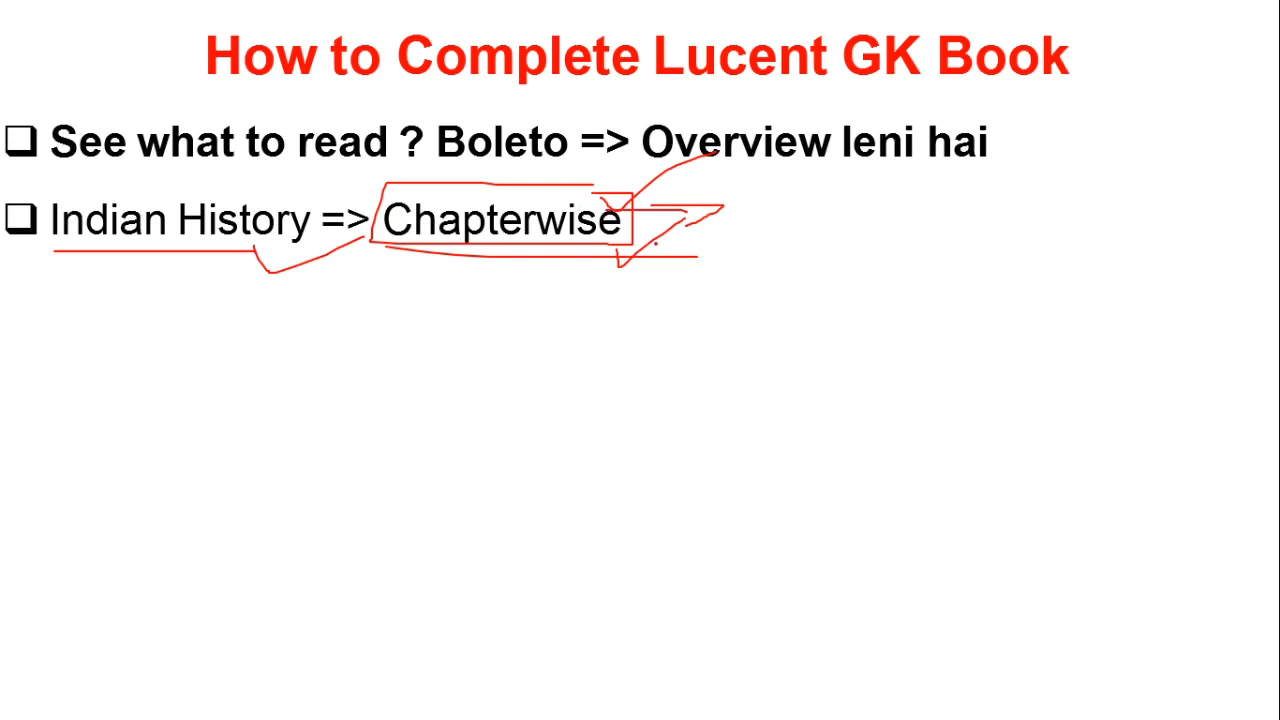 How to Complete Lucent GK Book
❑ See what to read ? Boleto => Overview leni hai
❑ Indian History => Chapterwise